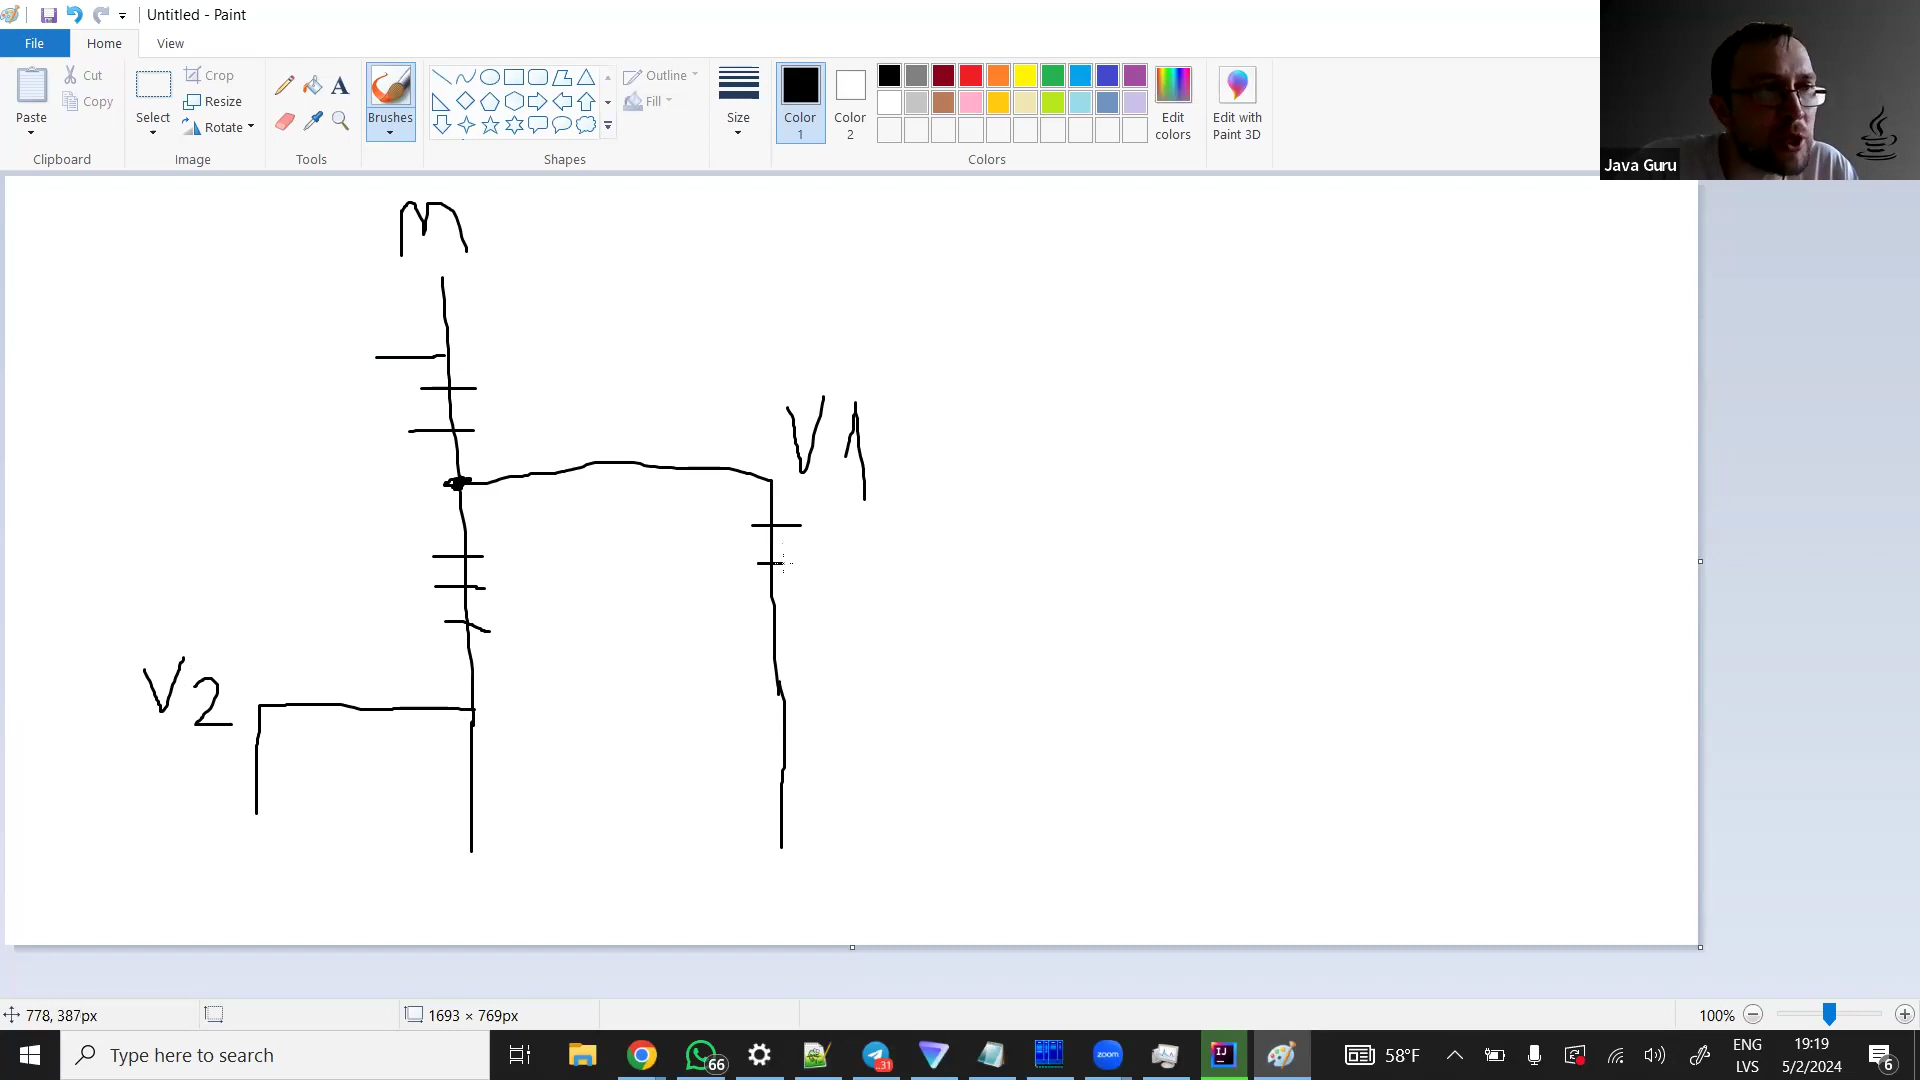 Untitled - Paint
File Home View
Paste
Cut
Copy
Clipboard
Select
Crop
Resize
Rotate
Image
Tools
Brushes
Shapes
Outline
Fill
Size
Color 1
Color 2
Colors
Edit colors
Edit with Paint 3D
Java Guru
M
V1
V2
778, 387px
1693 × 769px
100%
Type here to search
66
31
zoom
IJ
58°F
ENG
LVS
19:19
5/2/2024
6